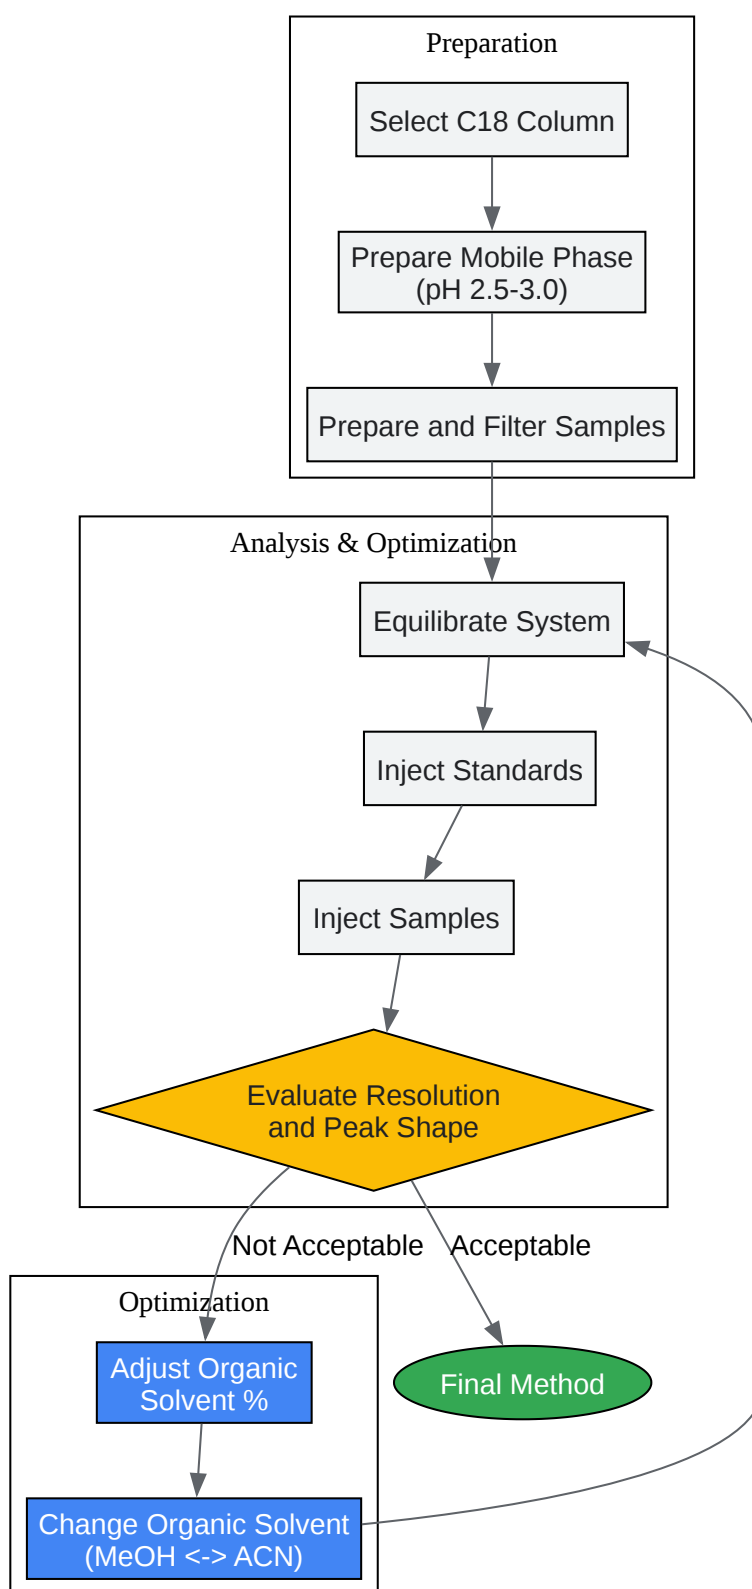 Preparation
Select C18 Column
Prepare Mobile Phase
(pH 2.5-3.0)
Prepare and Filter Samples
Analysis & Optimization
Equilibrate System
Inject Standards
Inject Samples
Evaluate Resolution
and Peak Shape
Not Acceptable
Acceptable
Optimization
Adjust Organic
Solvent %
Final Method
Change Organic Solvent
(MeOH <-> ACN)